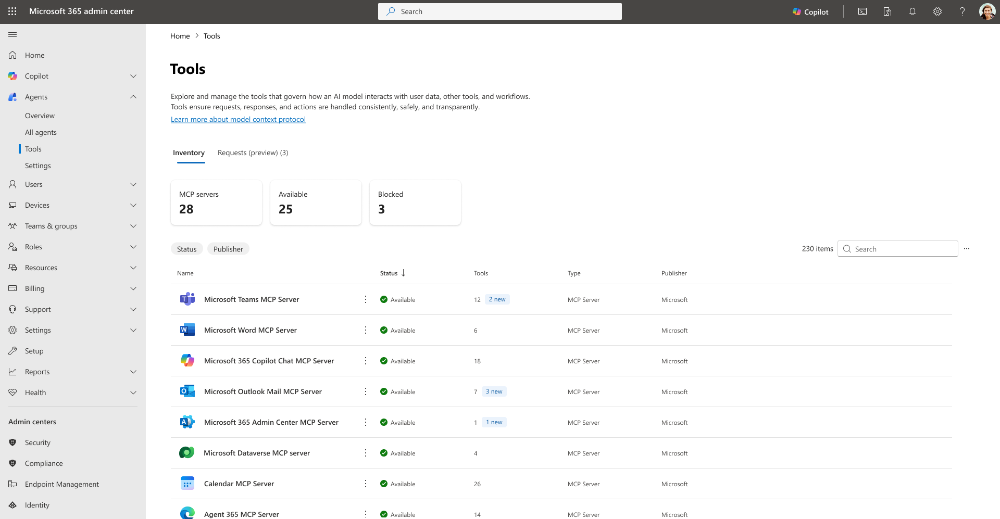 Microsoft 365 admin center
Search
Copilot
Home
Copilot
Agents
Overview
All agents
Tools
Settings
Users
Devices
Teams & groups
Roles
Resources
Billing
Support
Settings
Setup
Reports
Health
Admin centers
Security
Compliance
Endpoint Management
Identity
Home > Tools
Tools
Explore and manage the tools that govern how an AI model interacts with user data, other tools, and workflows.
Tools ensure requests, responses, and actions are handled consistently, safely, and transparently.
Learn more about model context protocol
Inventory Requests (preview) (3)
MCP servers
28
Available
25
Blocked
3
Status Publisher 230 items Search
Name Status Tools Type Publisher
Microsoft Teams MCP Server Available 12 2 new MCP Server Microsoft
Microsoft Word MCP Server Available 6 MCP Server Microsoft
Microsoft 365 Copilot Chat MCP Server Available 18 MCP Server Microsoft
Microsoft Outlook Mail MCP Server Available 7 3 new MCP Server Microsoft
Microsoft 365 Admin Center MCP Server Available 1 1 new MCP Server Microsoft
Microsoft Dataverse MCP server Available 4 MCP Server Microsoft
Calendar MCP Server Available 26 MCP Server Microsoft
Agent 365 MCP Server Available 14 MCP Server Microsoft